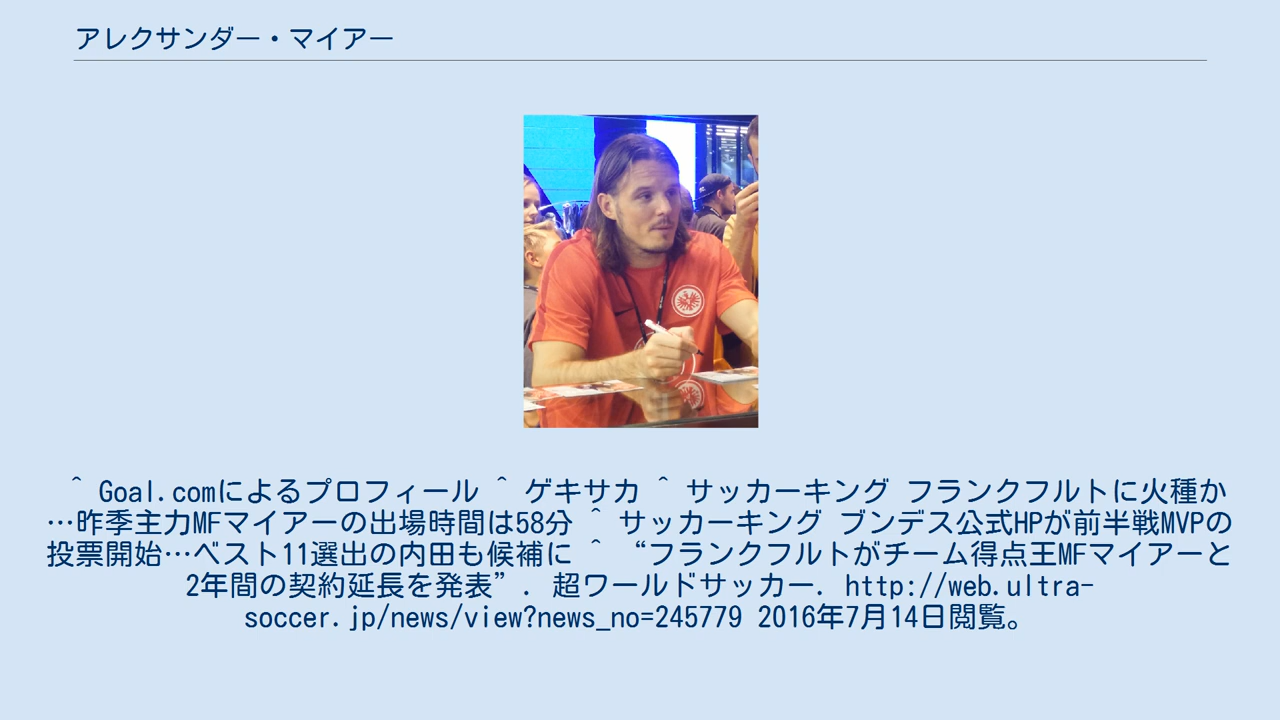 アレクサンダー・マイアー
^ Goal.comによるプロフィール ^ ゲキサカ ^ サッカーキング フランクフルトに火種か
…昨季主力MFマイアーの出場時間は58分 ^ サッカーキング ブンデス公式HPが前半戦MVPの
投票開始…ベスト11選出の内田も候補に ^ “フランクフルトがチーム得点王MFマイアーと
2年間の契約延長を発表”. 超ワールドサッカー. http://web.ultra-
soccer.jp/news/view?news_no=245779 2016年7月14日閲覧。